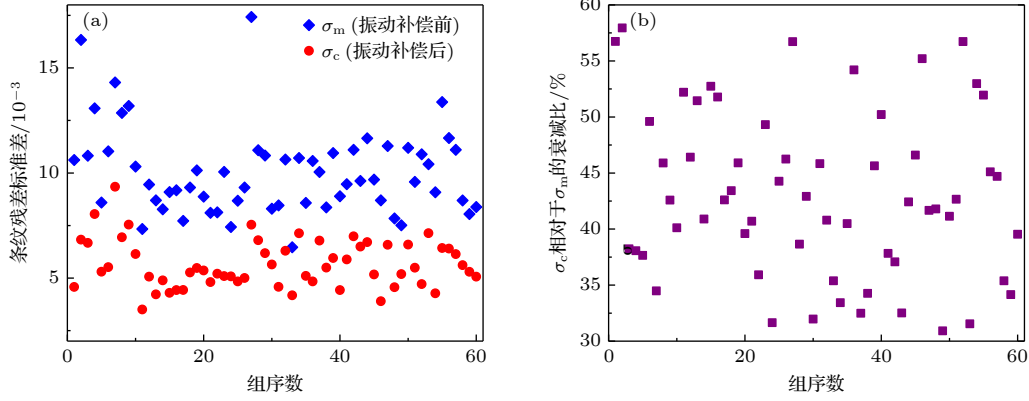 (a)
σm (振动补偿前)
σc (振动补偿后)
条纹残差标准差/10−3
15
10
5
0 20 40 60
组序数
(b)
σc相对于σm的衰减比/%
60
55
50
45
40
35
30
0 20 40 60
组序数